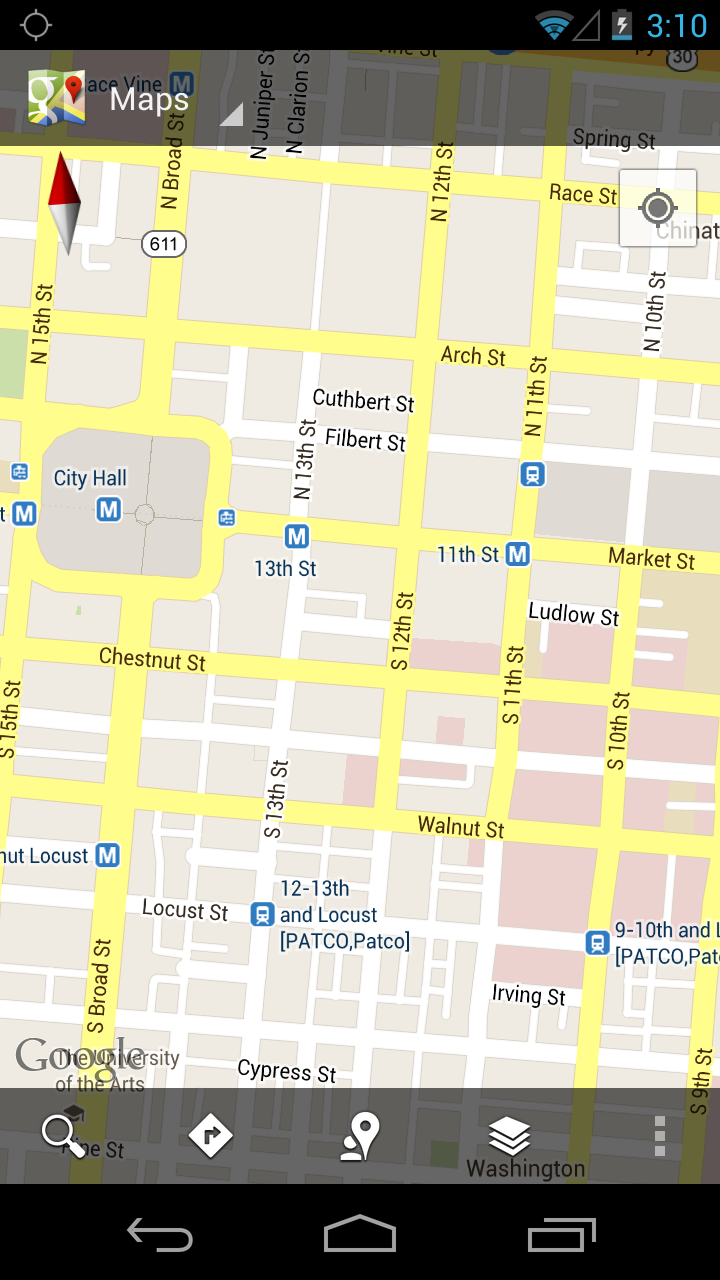 3:10
Vine St
30
ace Vine M
Maps
N Juniper St
N Clarion St
N Broad St
Spring St
N 12th St
Race St
Chinat
611
N 15th St
N 10th St
Arch St
N 11th St
Cuthbert St
Filbert St
N 13th St
City Hall
M
t M
M
13th St
11th St M
Market St
Ludlow St
S 12th St
Chestnut St
S 11th St
S 15th St
S 10th St
S 13th St
Walnut St
nut Locust M
12-13th
and Locust
[PATCO,Patco]
Locust St
9-10th and L
[PATCO,Patc
S Broad St
Irving St
Google
The University
of the Arts
Cypress St
S 9th St
Pine St
Washington